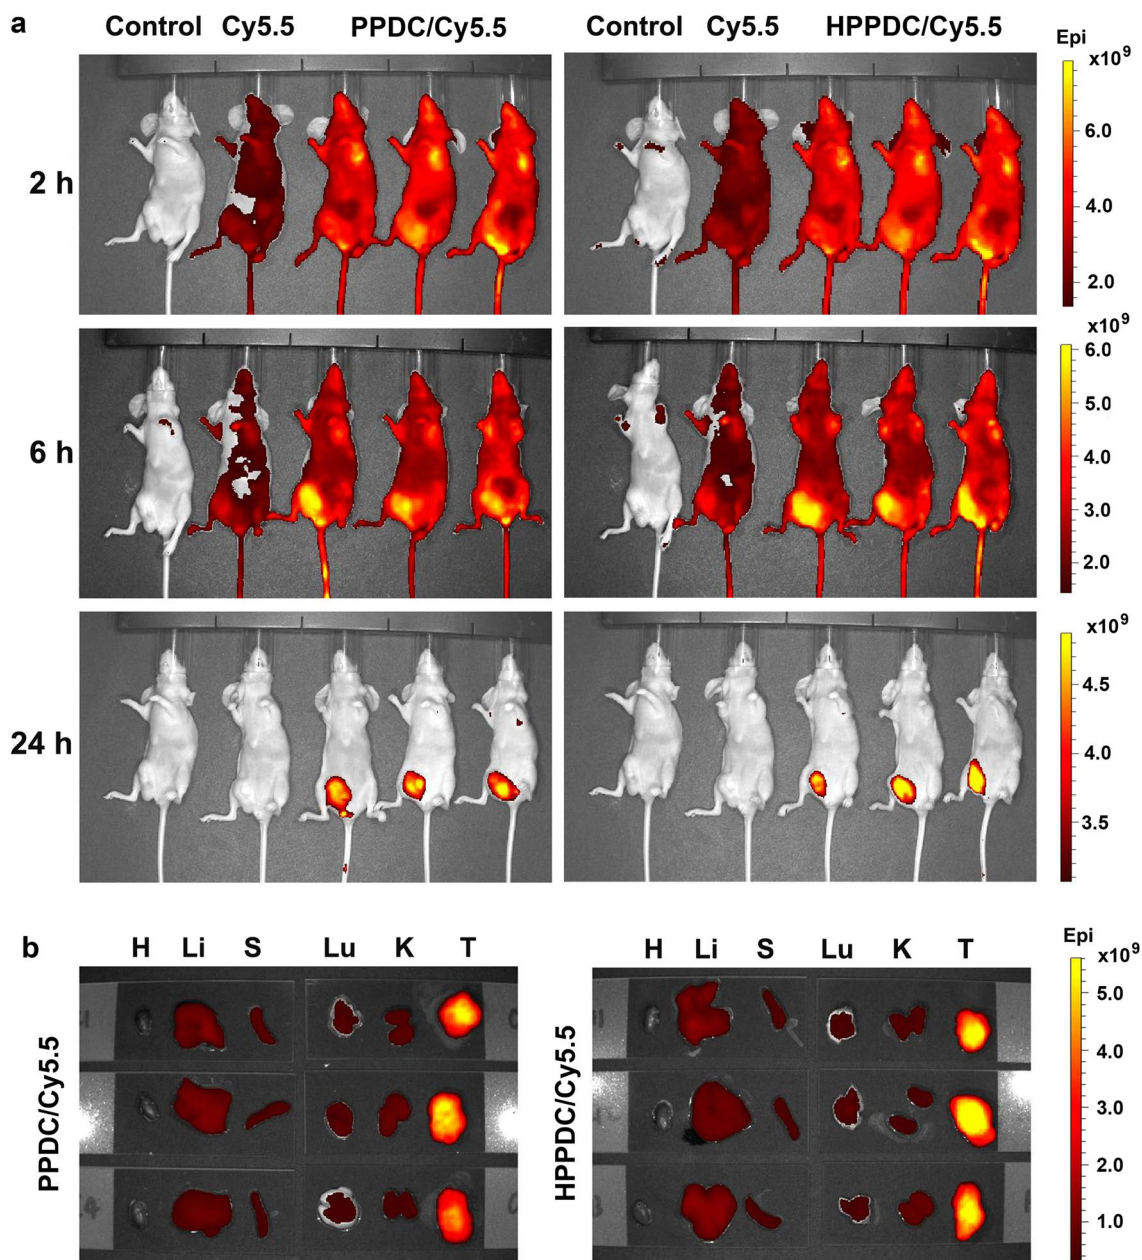 a
Control Cy5.5 PPDC/Cy5.5 Control Cy5.5 HPPDC/Cy5.5
Epi
x10⁹
6.0
4.0
2.0
2 h
x10⁹
6.0
5.0
4.0
3.0
2.0
6 h
x10⁹
4.5
4.0
3.5
24 h
b
H Li S Lu K T H Li S Lu K T
Epi
x10⁹
5.0
4.0
3.0
2.0
1.0
PPDC/Cy5.5
HPPDC/Cy5.5